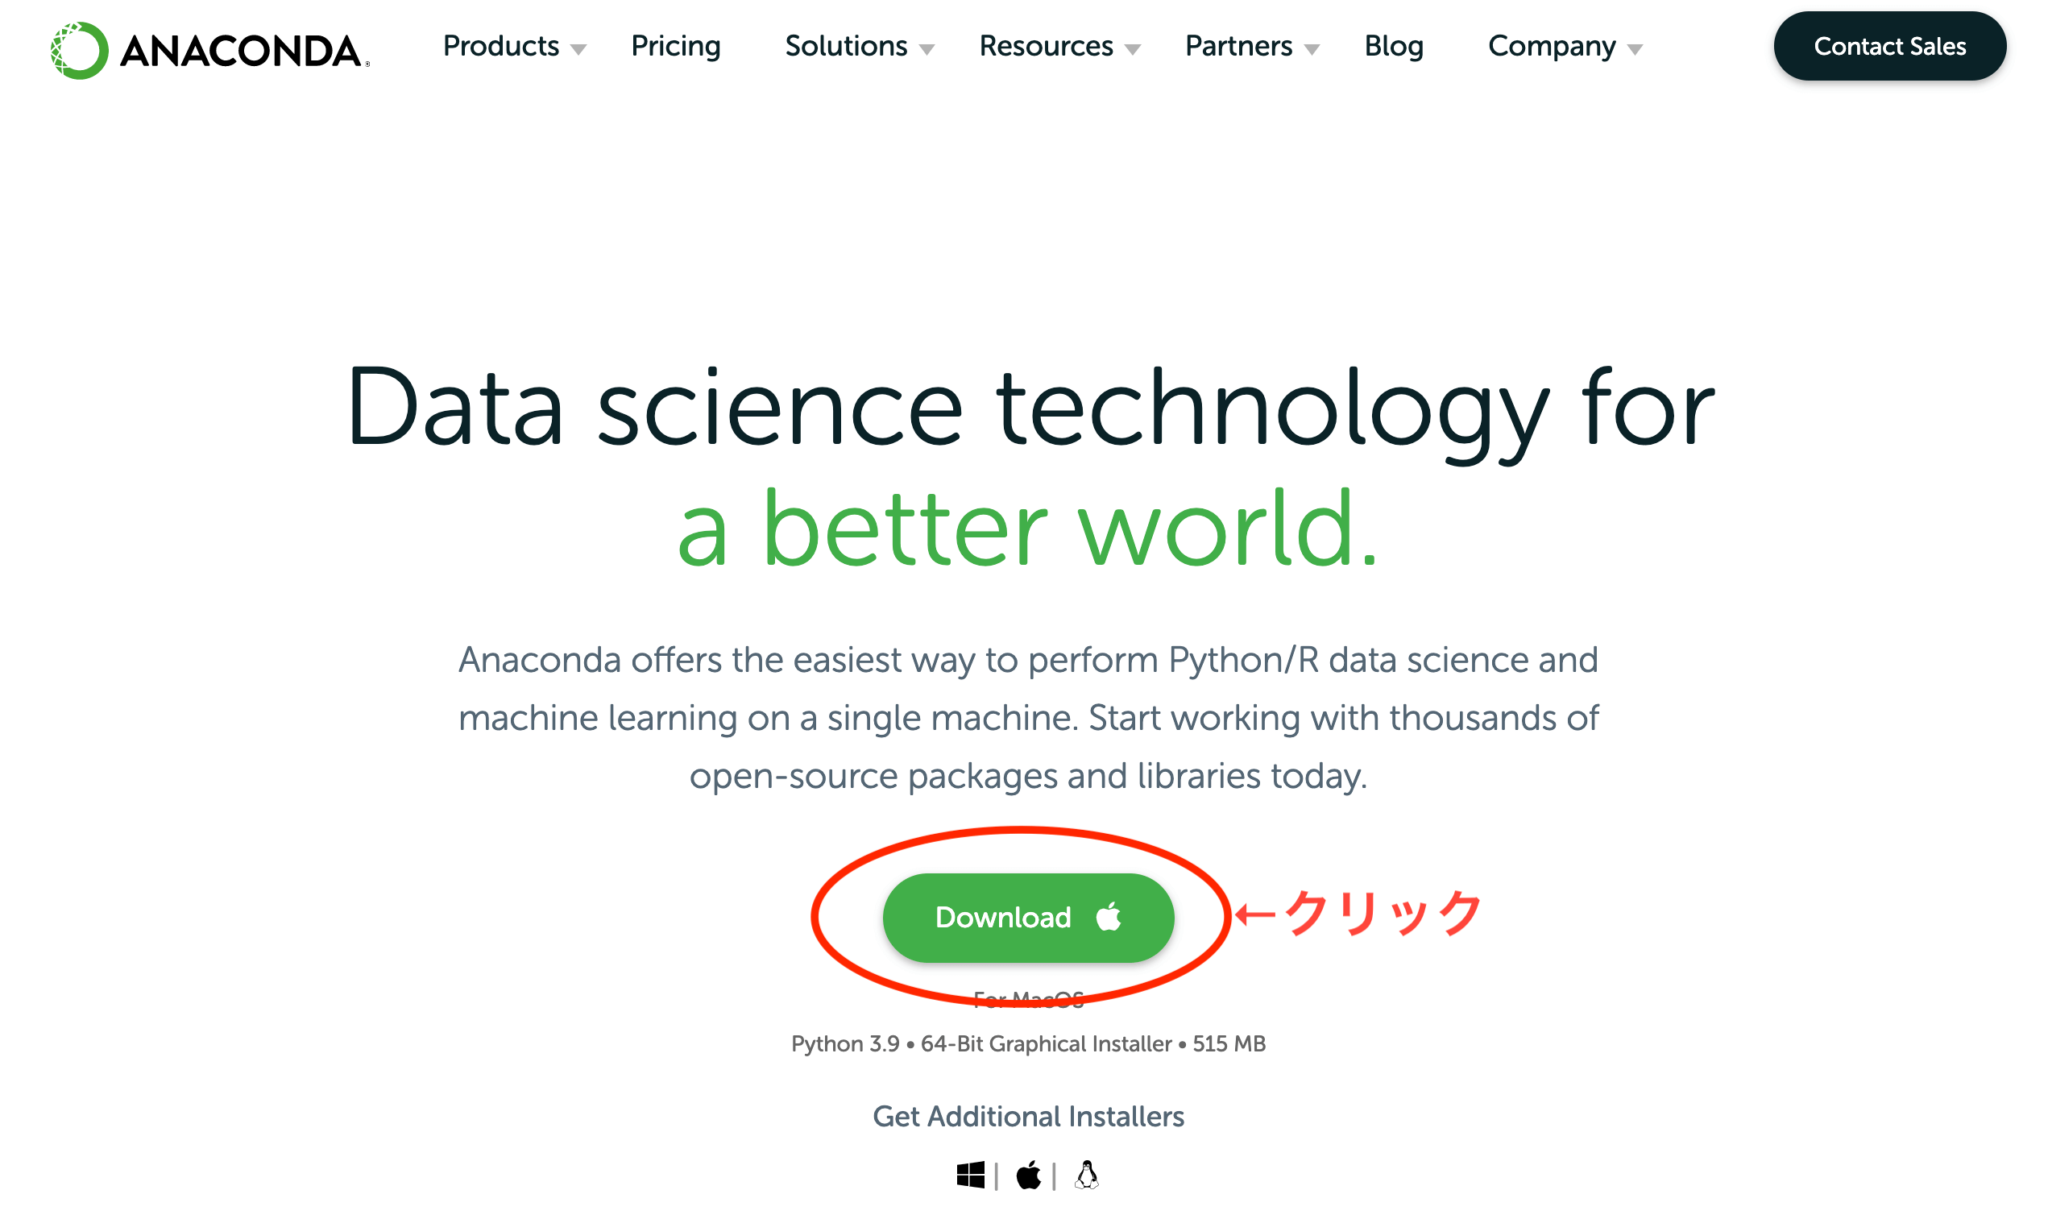 ANACONDA®
Products Pricing Solutions Resources Partners Blog Company Contact Sales
Data science technology for
a better world.
Anaconda offers the easiest way to perform Python/R data science and
machine learning on a single machine. Start working with thousands of
open-source packages and libraries today.
Download
←クリック
For MacOS
Python 3.9 • 64-Bit Graphical Installer • 515 MB
Get Additional Installers